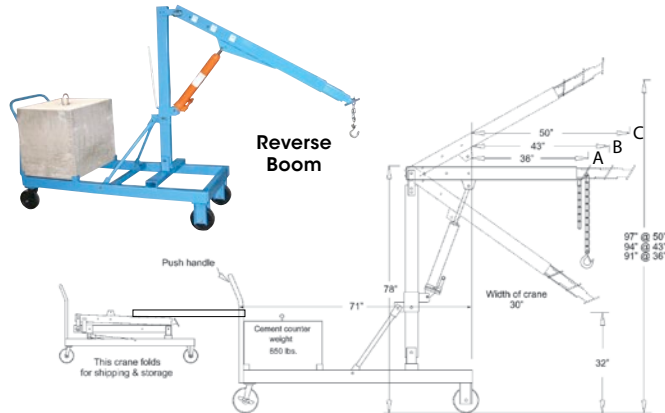 Reverse
Boom
50"
C
43"
B
36"
A
97" @ 50"
94" @ 43"
91" @ 36"
Push handle
78"
71"
Width of crane
30"
Cement counter
weight
550 lbs.
32"
This crane folds
for shipping & storage